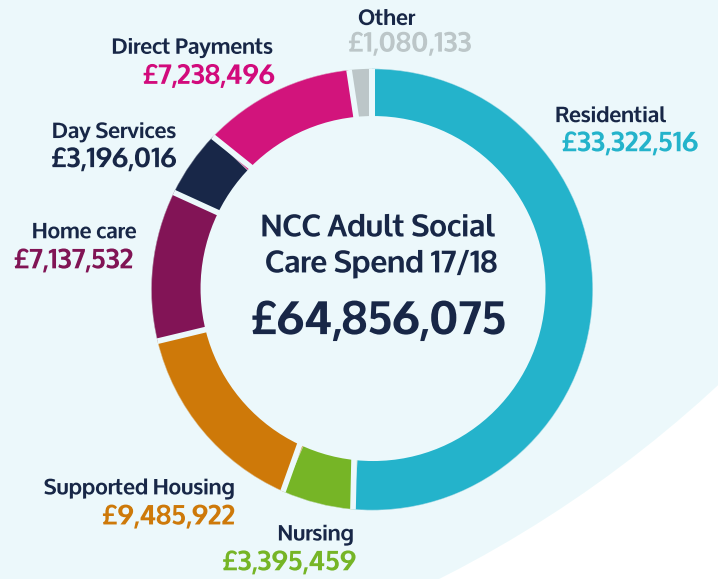 Other
£1,080,133
Direct Payments
£7,238,496
Residential
£33,322,516
Day Services
£3,196,016
Home care
£7,137,532
NCC Adult Social
Care Spend 17/18
£64,856,075
Supported Housing
£9,485,922
Nursing
£3,395,459